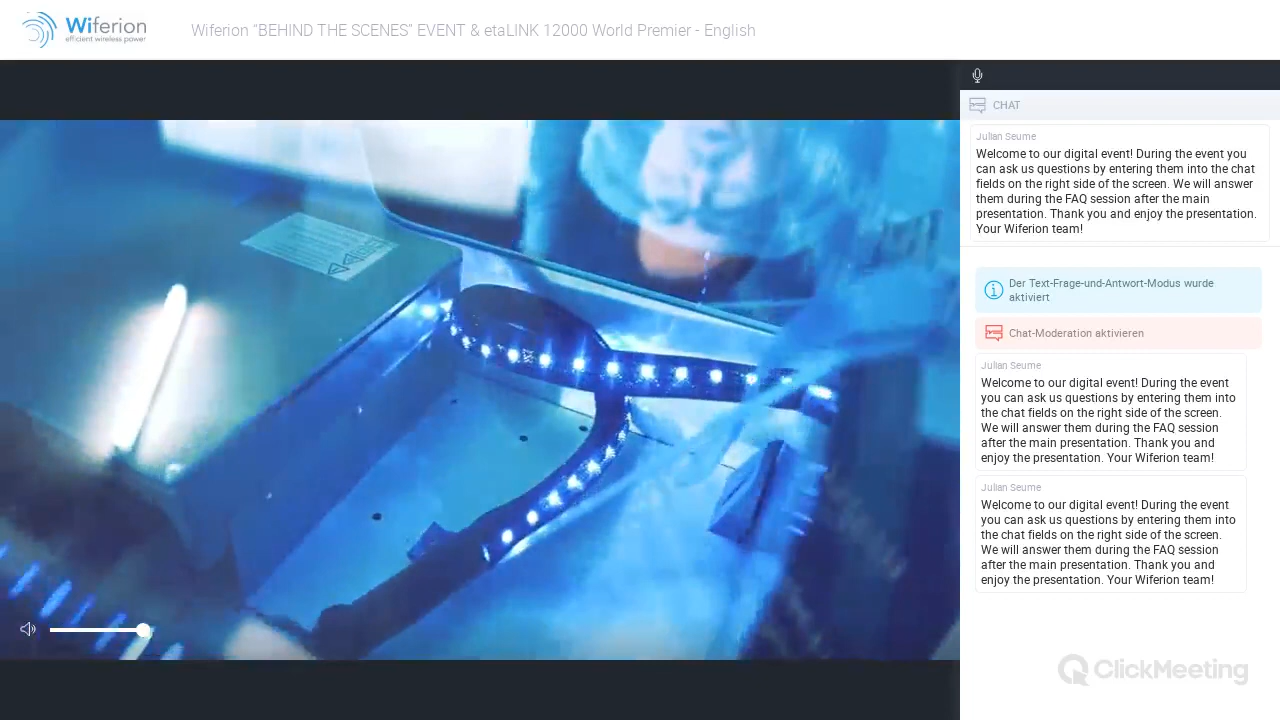 Wiferion
efficient wireless power
Wiferion “BEHIND THE SCENES” EVENT & etaLINK 12000 World Premier - English
CHAT
Julian Seume
Welcome to our digital event! During the event you
can ask us questions by entering them into the chat
fields on the right side of the screen. We will answer
them during the FAQ session after the main
presentation. Thank you and enjoy the presentation.
Your Wiferion team!
Der Text-Frage-und-Antwort-Modus wurde
aktiviert
Chat-Moderation aktivieren
Julian Seume
Welcome to our digital event! During the event
you can ask us questions by entering them into
the chat fields on the right side of the screen.
We will answer them during the FAQ session
after the main presentation. Thank you and
enjoy the presentation. Your Wiferion team!
Julian Seume
Welcome to our digital event! During the event
you can ask us questions by entering them into
the chat fields on the right side of the screen.
We will answer them during the FAQ session
after the main presentation. Thank you and
enjoy the presentation. Your Wiferion team!
ClickMeeting